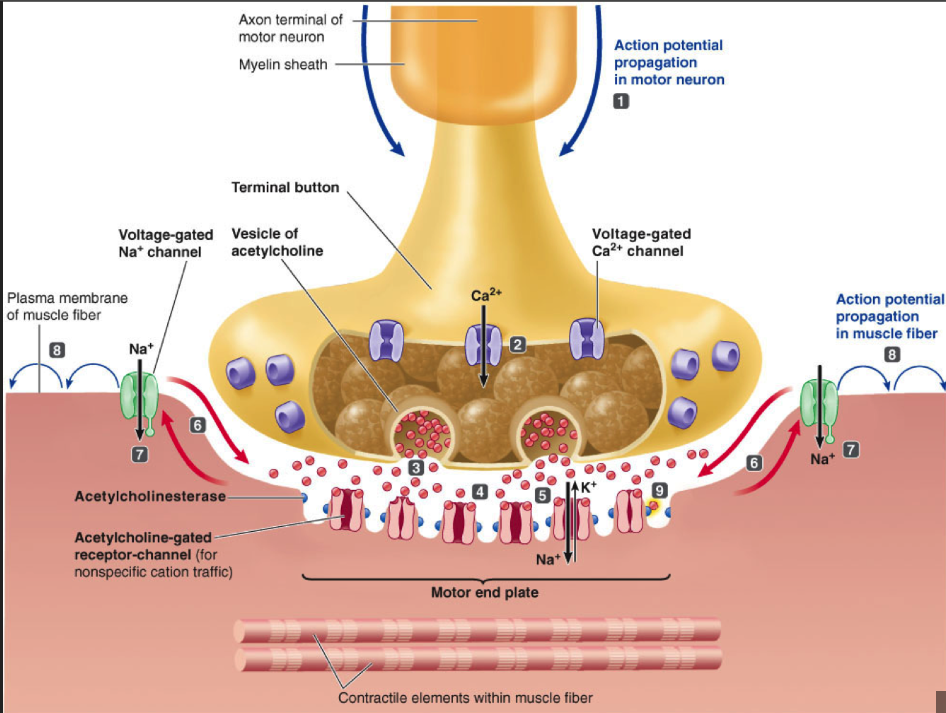 Axon terminal of
motor neuron
Myelin sheath
Action potential
propagation
in motor neuron
1
Terminal button
Voltage-gated
Na⁺ channel
Vesicle of
acetylcholine
Voltage-gated
Ca²⁺ channel
Plasma membrane
of muscle fiber
Ca²⁺
Action potential
propagation
in muscle fiber
8
Na⁺
2
8
6
7
3
4
5
K⁺
9
6
Na⁺
7
Acetylcholinesterase
Acetylcholine-gated
receptor-channel (for
nonspecific cation traffic)
Na⁺
Motor end plate
Contractile elements within muscle fiber